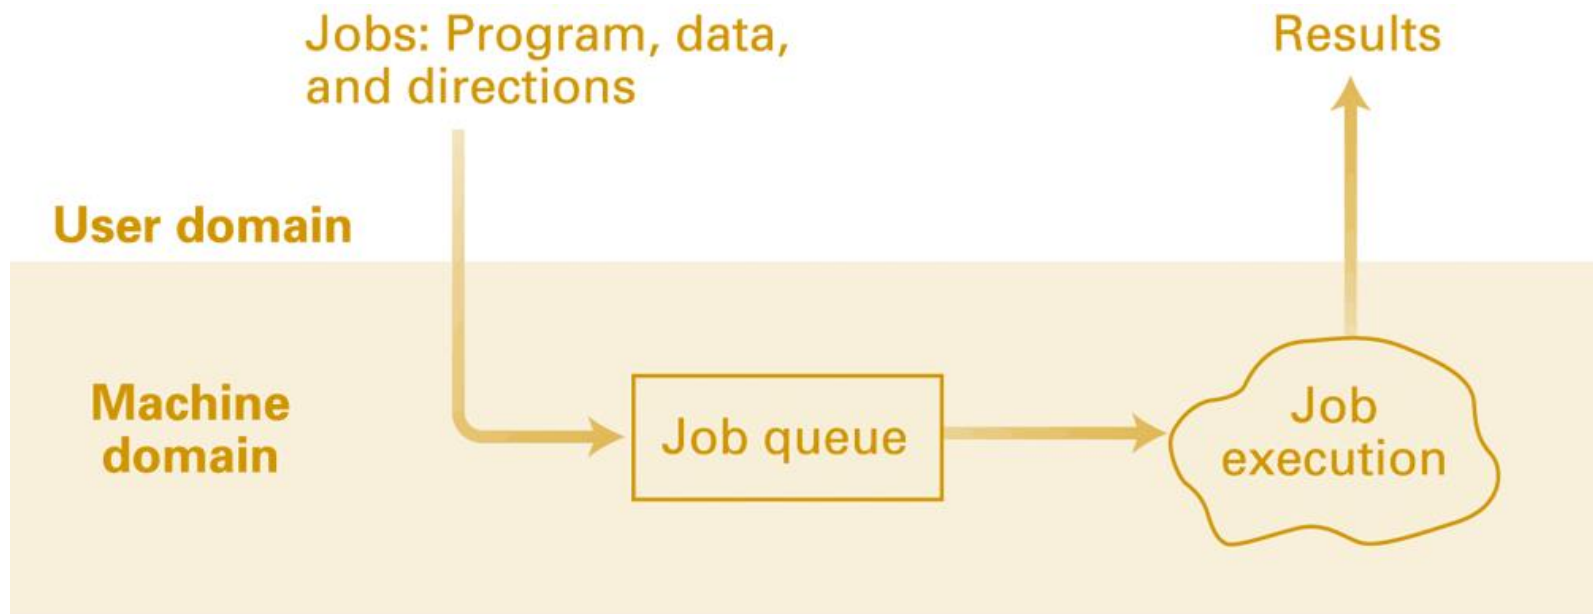 Jobs: Program, data,
and directions
Results
User domain
Machine
domain
Job queue
Job
execution